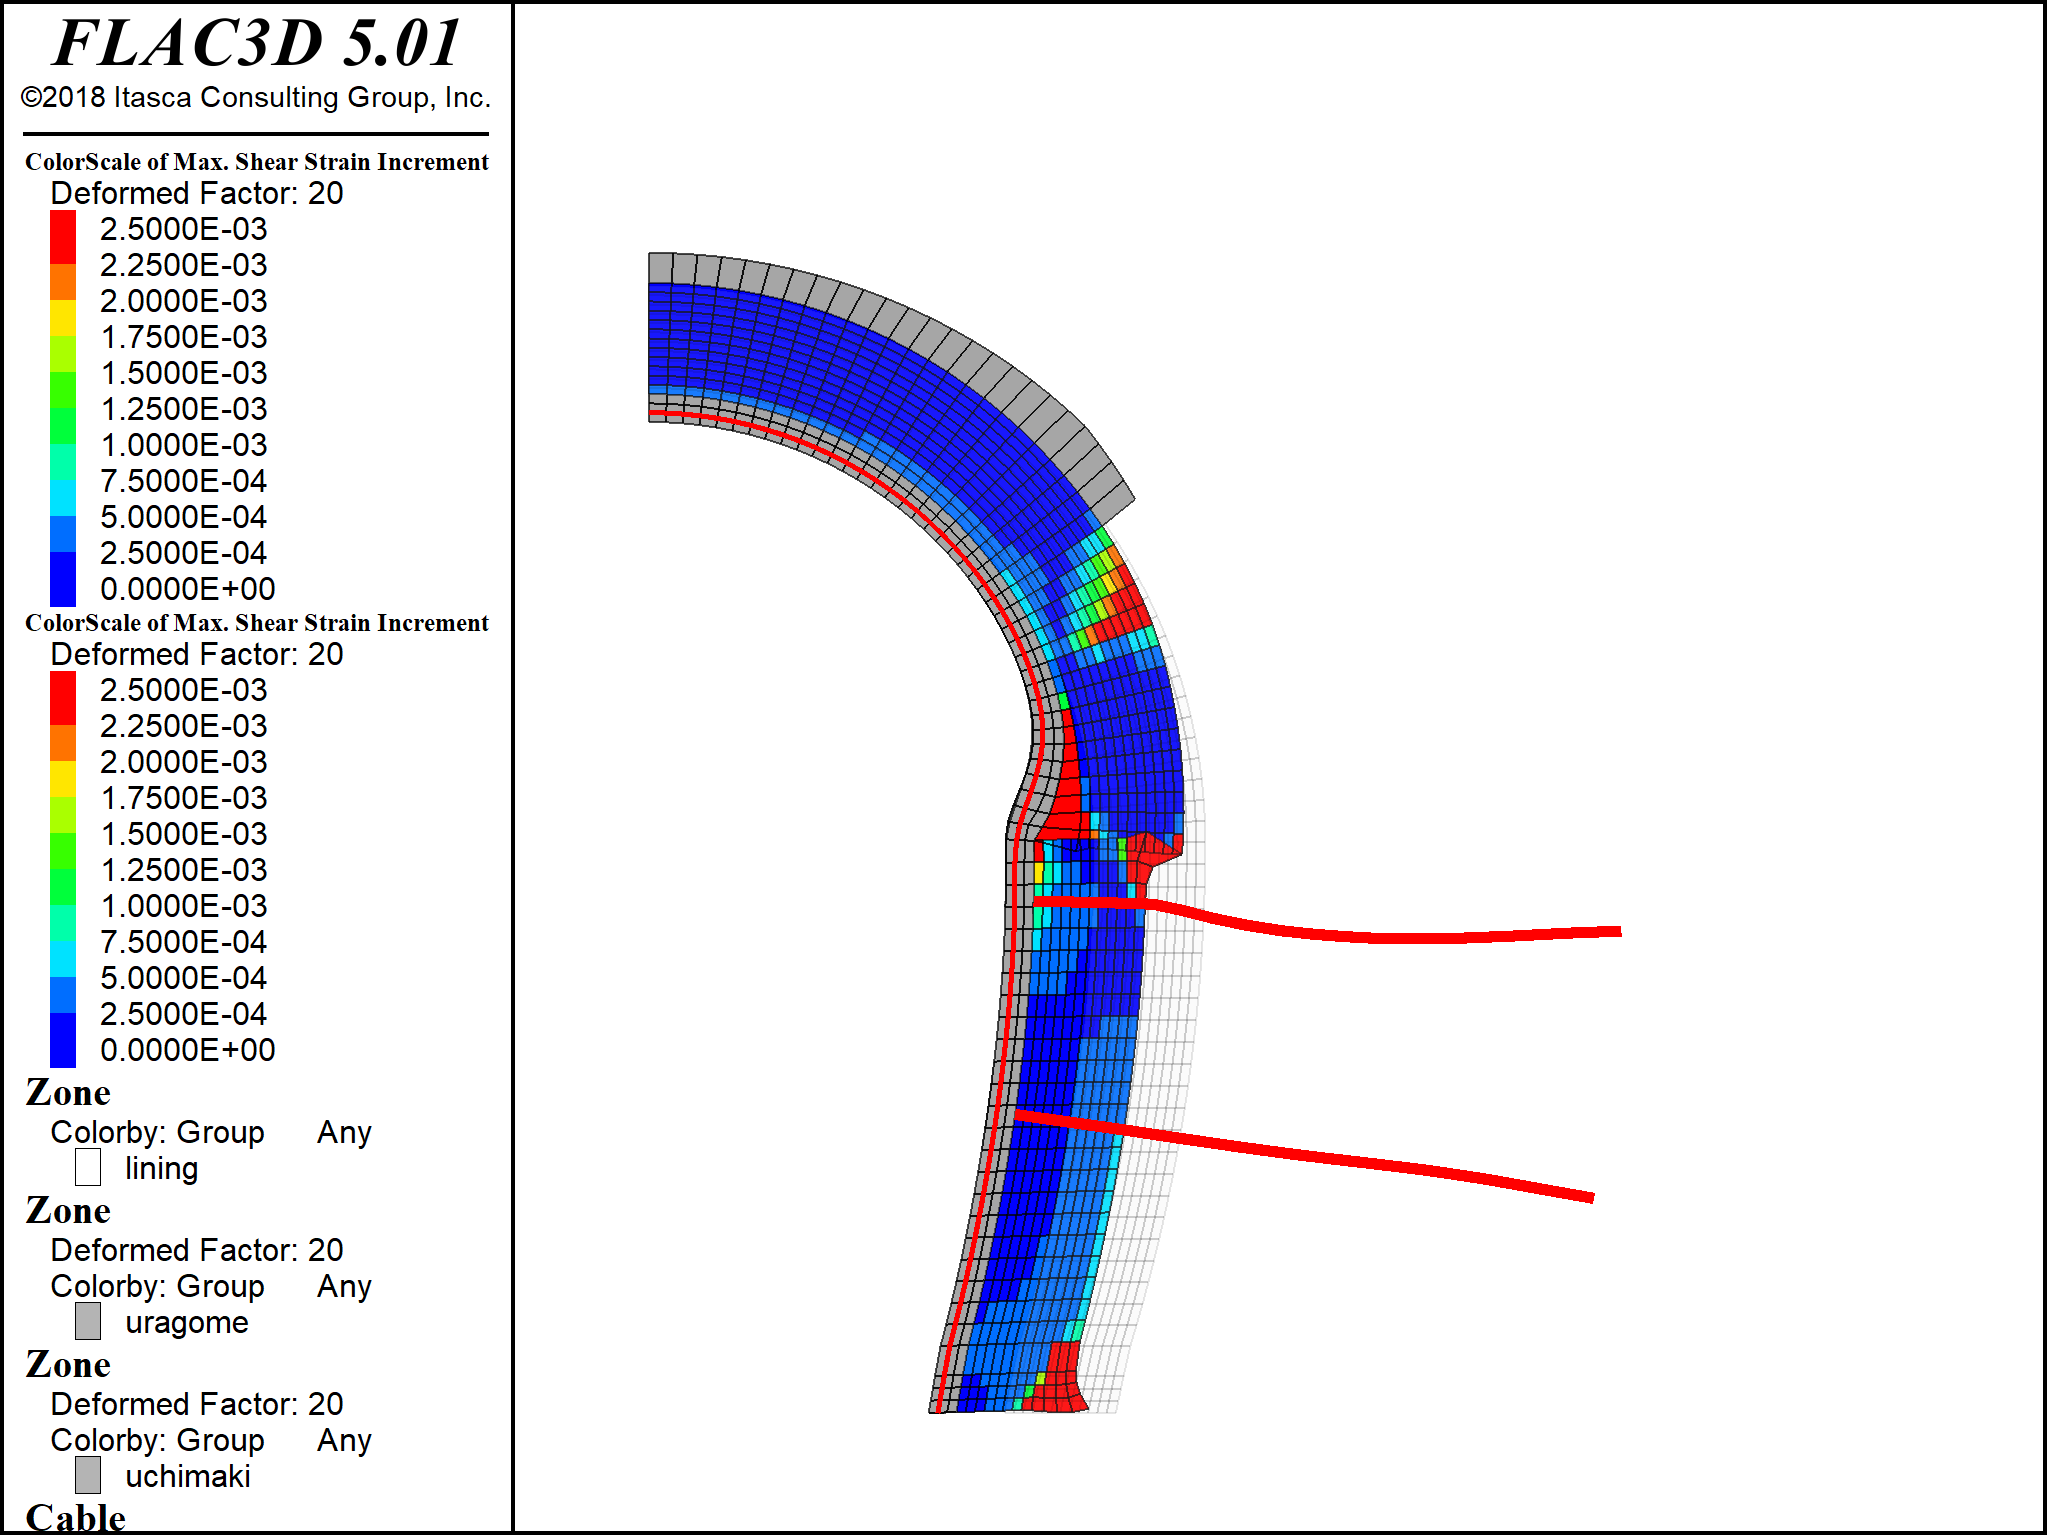 FLAC3D 5.01
©2018 Itasca Consulting Group, Inc.
ColorScale of Max. Shear Strain Increment
Deformed Factor: 20
2.5000E-03
2.2500E-03
2.0000E-03
1.7500E-03
1.5000E-03
1.2500E-03
1.0000E-03
7.5000E-04
5.0000E-04
2.5000E-04
0.0000E+00
ColorScale of Max. Shear Strain Increment
Deformed Factor: 20
2.5000E-03
2.2500E-03
2.0000E-03
1.7500E-03
1.5000E-03
1.2500E-03
1.0000E-03
7.5000E-04
5.0000E-04
2.5000E-04
0.0000E+00
Zone
Colorby: Group Any
lining
Zone
Deformed Factor: 20
Colorby: Group Any
uragome
Zone
Deformed Factor: 20
Colorby: Group Any
uchimaki
Cable